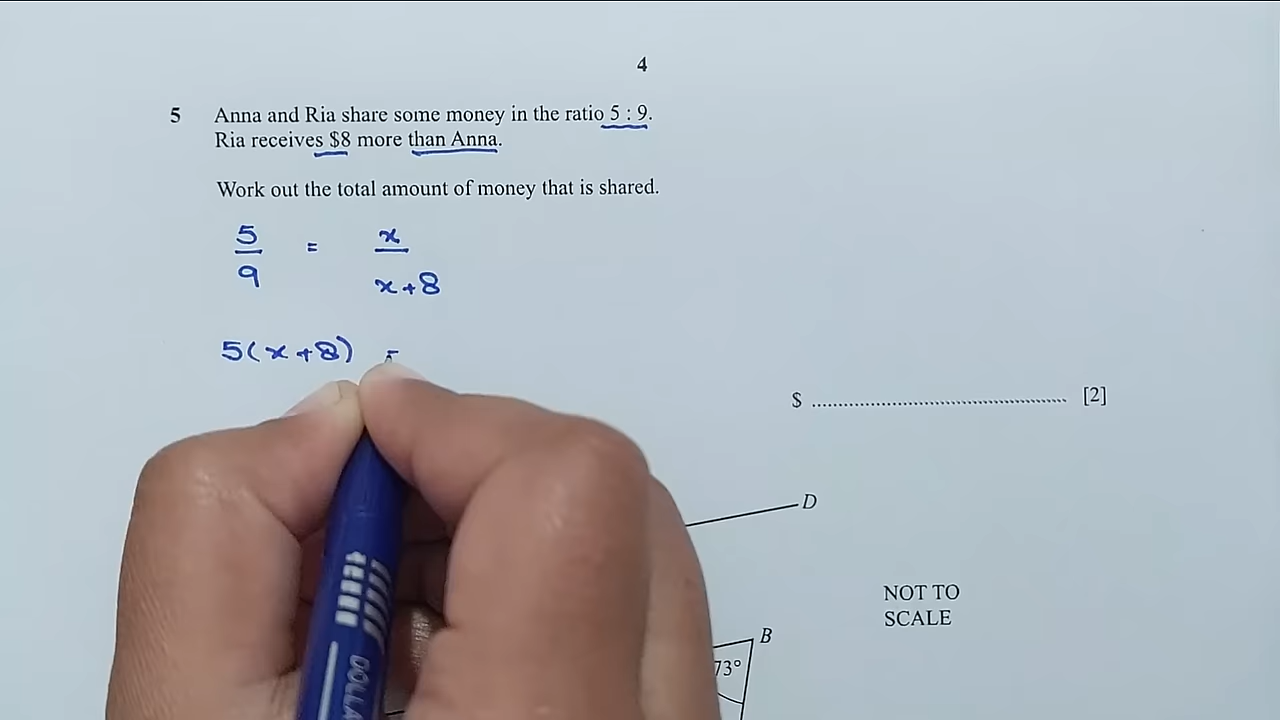 4
5 Anna and Ria share some money in the ratio 5 : 9.
Ria receives $8 more than Anna.
Work out the total amount of money that is shared.
5/9 = x/x+8
5(x+8) =
$ ................................................ [2]
D
NOT TO
SCALE
B
73°